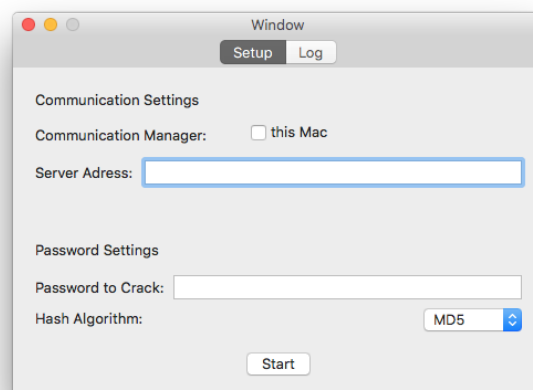 Window
Setup Log
Communication Settings
Communication Manager: this Mac
Server Adress:
Password Settings
Password to Crack:
Hash Algorithm: MD5
Start